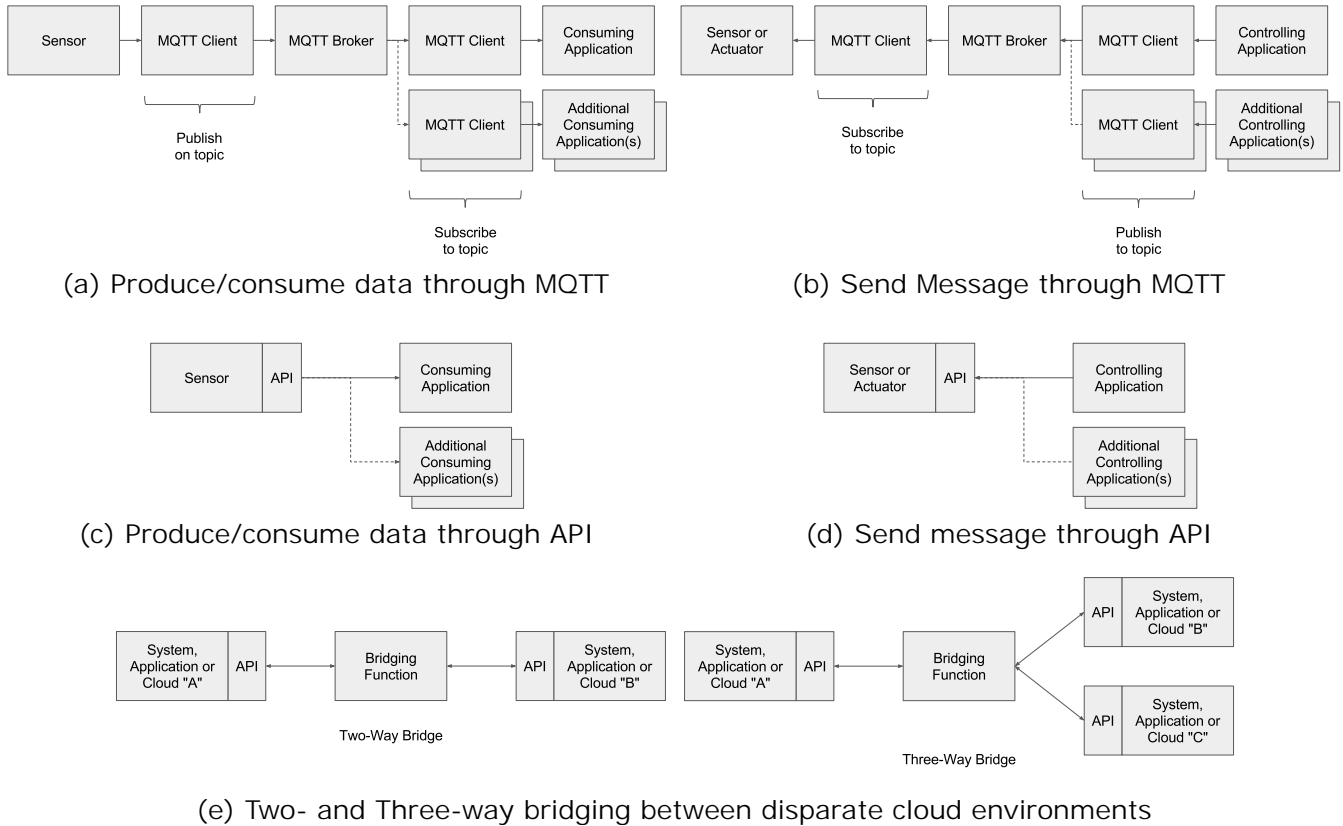 Sensor
MQTT Client
MQTT Broker
MQTT Client
Consuming
Application
MQTT Client
Additional
Consuming
Application(s)
Publish
on topic
Subscribe
to topic
(a) Produce/consume data through MQTT
Sensor or
Actuator
MQTT Client
MQTT Broker
MQTT Client
Controlling
Application
MQTT Client
Additional
Controlling
Application(s)
Subscribe
to topic
Publish
to topic
(b) Send Message through MQTT
Sensor
API
Consuming
Application
Additional
Consuming
Application(s)
(c) Produce/consume data through API
Sensor or
Actuator
API
Controlling
Application
Additional
Controlling
Application(s)
(d) Send message through API
System,
Application or
Cloud "A"
API
Bridging
Function
API
System,
Application or
Cloud "B"
Two-Way Bridge
System,
Application or
Cloud "A"
API
Bridging
Function
API
System,
Application or
Cloud "B"
API
System,
Application or
Cloud "C"
Three-Way Bridge
(e) Two- and Three-way bridging between disparate cloud environments